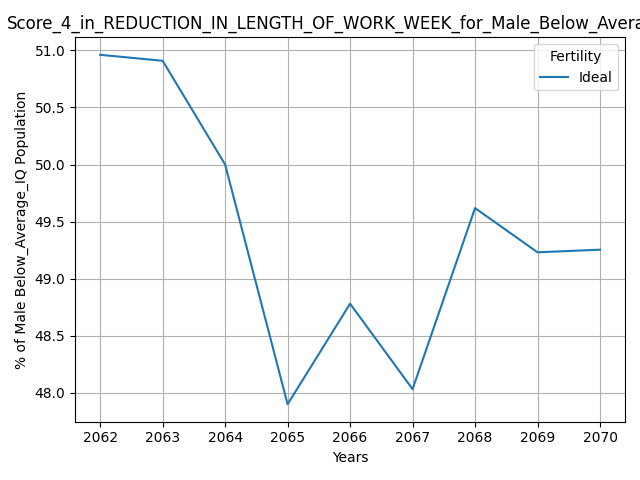 Score_4_in_REDUCTION_IN_LENGTH_OF_WORK_WEEK_for_Male_Below_Avera
Fertility
Ideal
51.0
50.5
50.0
49.5
49.0
48.5
48.0
% of Male Below_Average_IQ Population
2062 2063 2064 2065 2066 2067 2068 2069 2070
Years